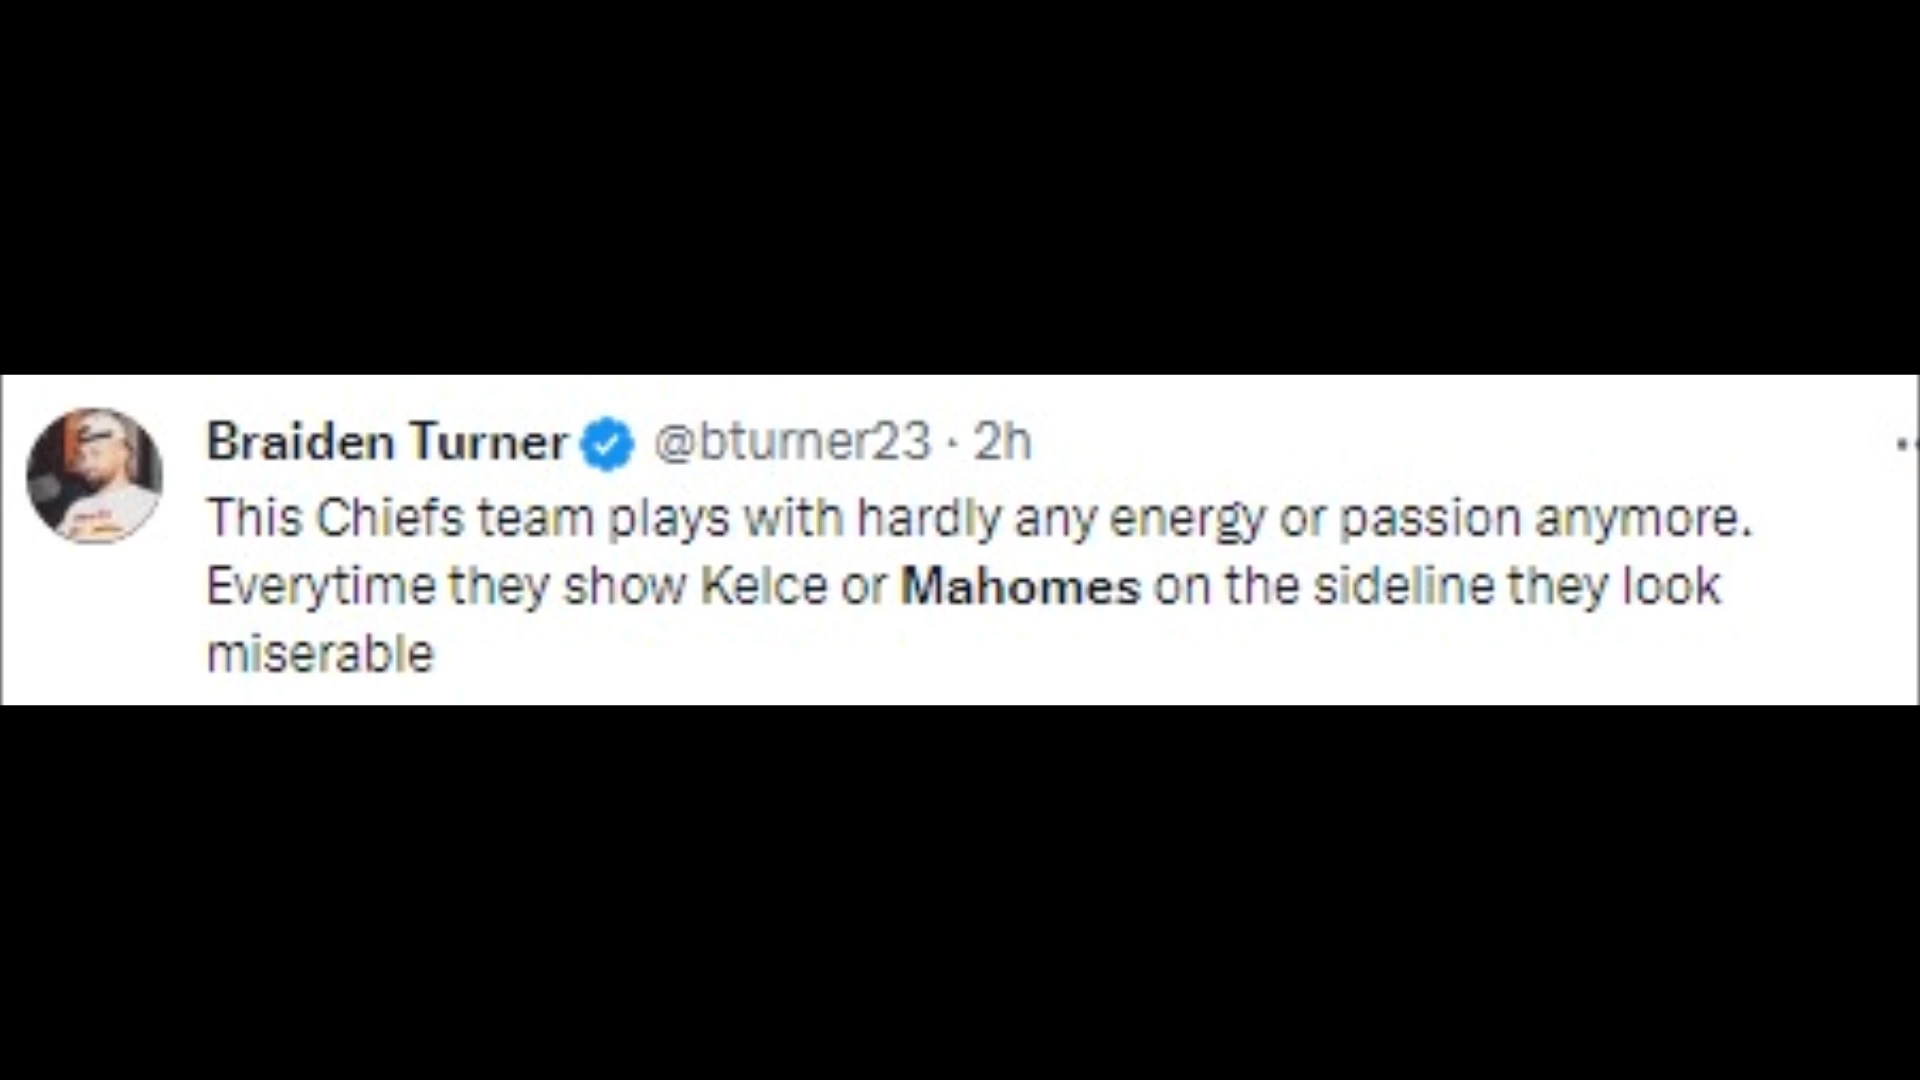 Braiden Turner @bturner23 · 2h
This Chiefs team plays with hardly any energy or passion anymore.
Everytime they show Kelce or Mahomes on the sideline they look
miserable